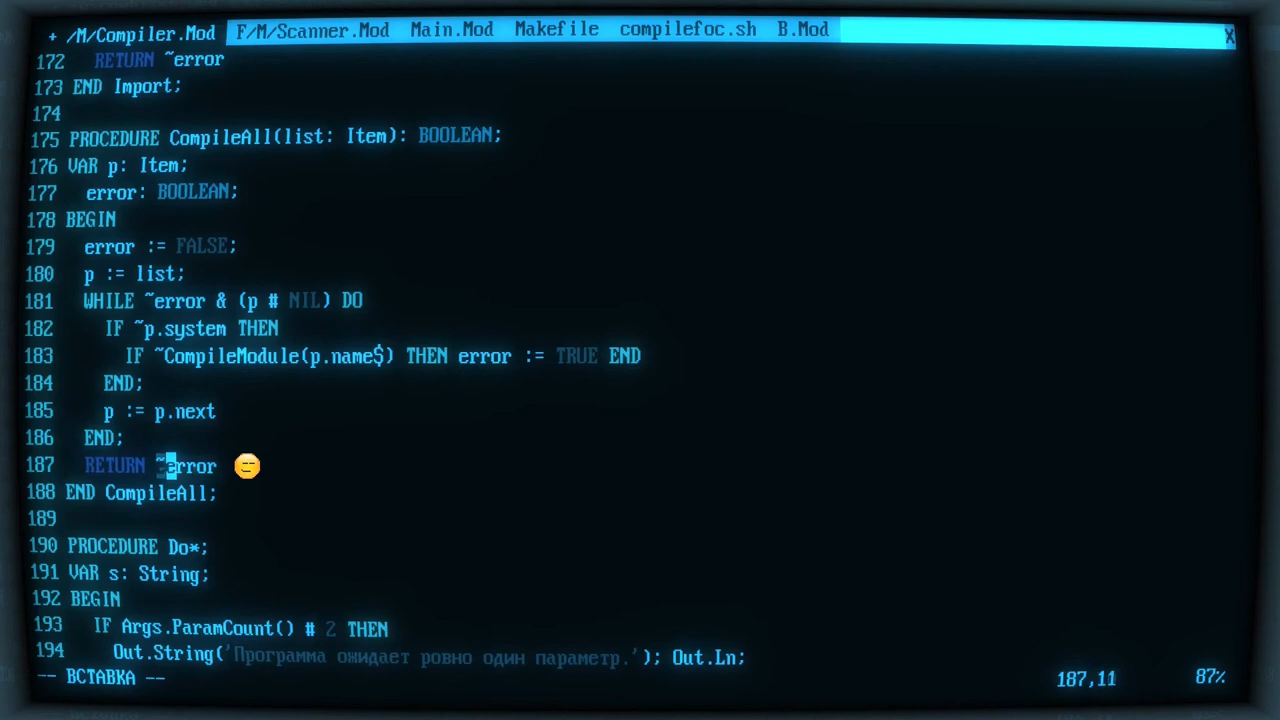 + /M/Compiler.Mod F/M/Scanner.Mod Main.Mod Makefile compilefoc.sh B.Mod X
172 RETURN ~error
173 END Import;
174
175 PROCEDURE CompileAll(list: Item): BOOLEAN;
176 VAR p: Item;
177 error: BOOLEAN;
178 BEGIN
179 error := FALSE;
180 p := list;
181 WHILE ~error & (p # NIL) DO
182 IF ~p.system THEN
183 IF ~CompileModule(p.name$) THEN error := TRUE END
184 END;
185 p := p.next
186 END;
187 RETURN ~error
188 END CompileAll;
189
190 PROCEDURE Do*;
191 VAR s: String;
192 BEGIN
193 IF Args.ParamCount() # 2 THEN
194 Out.String('Программа ожидает ровно один параметр.'); Out.Ln;
-- ВСТАВКА -- 187,11 87%